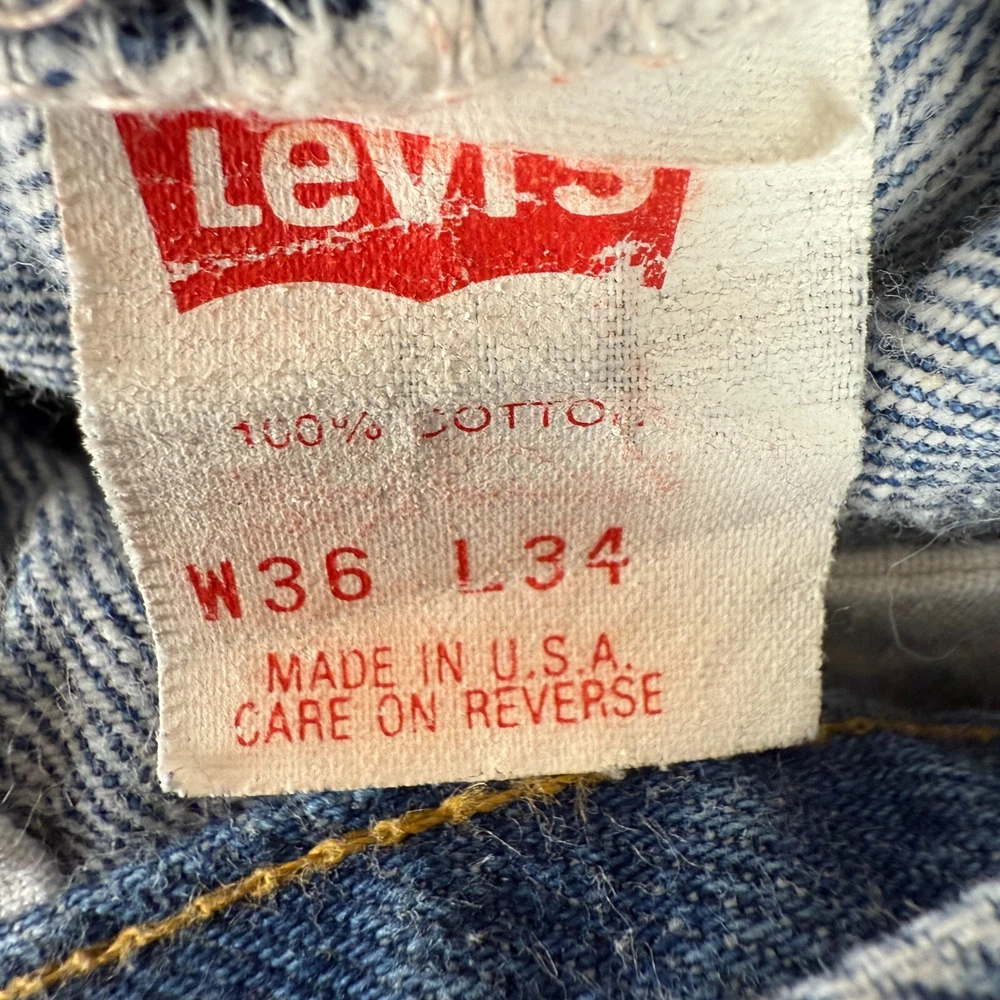 Levi's
100% COTTON
W36 L34
MADE IN U.S.A.
CARE ON REVERSE